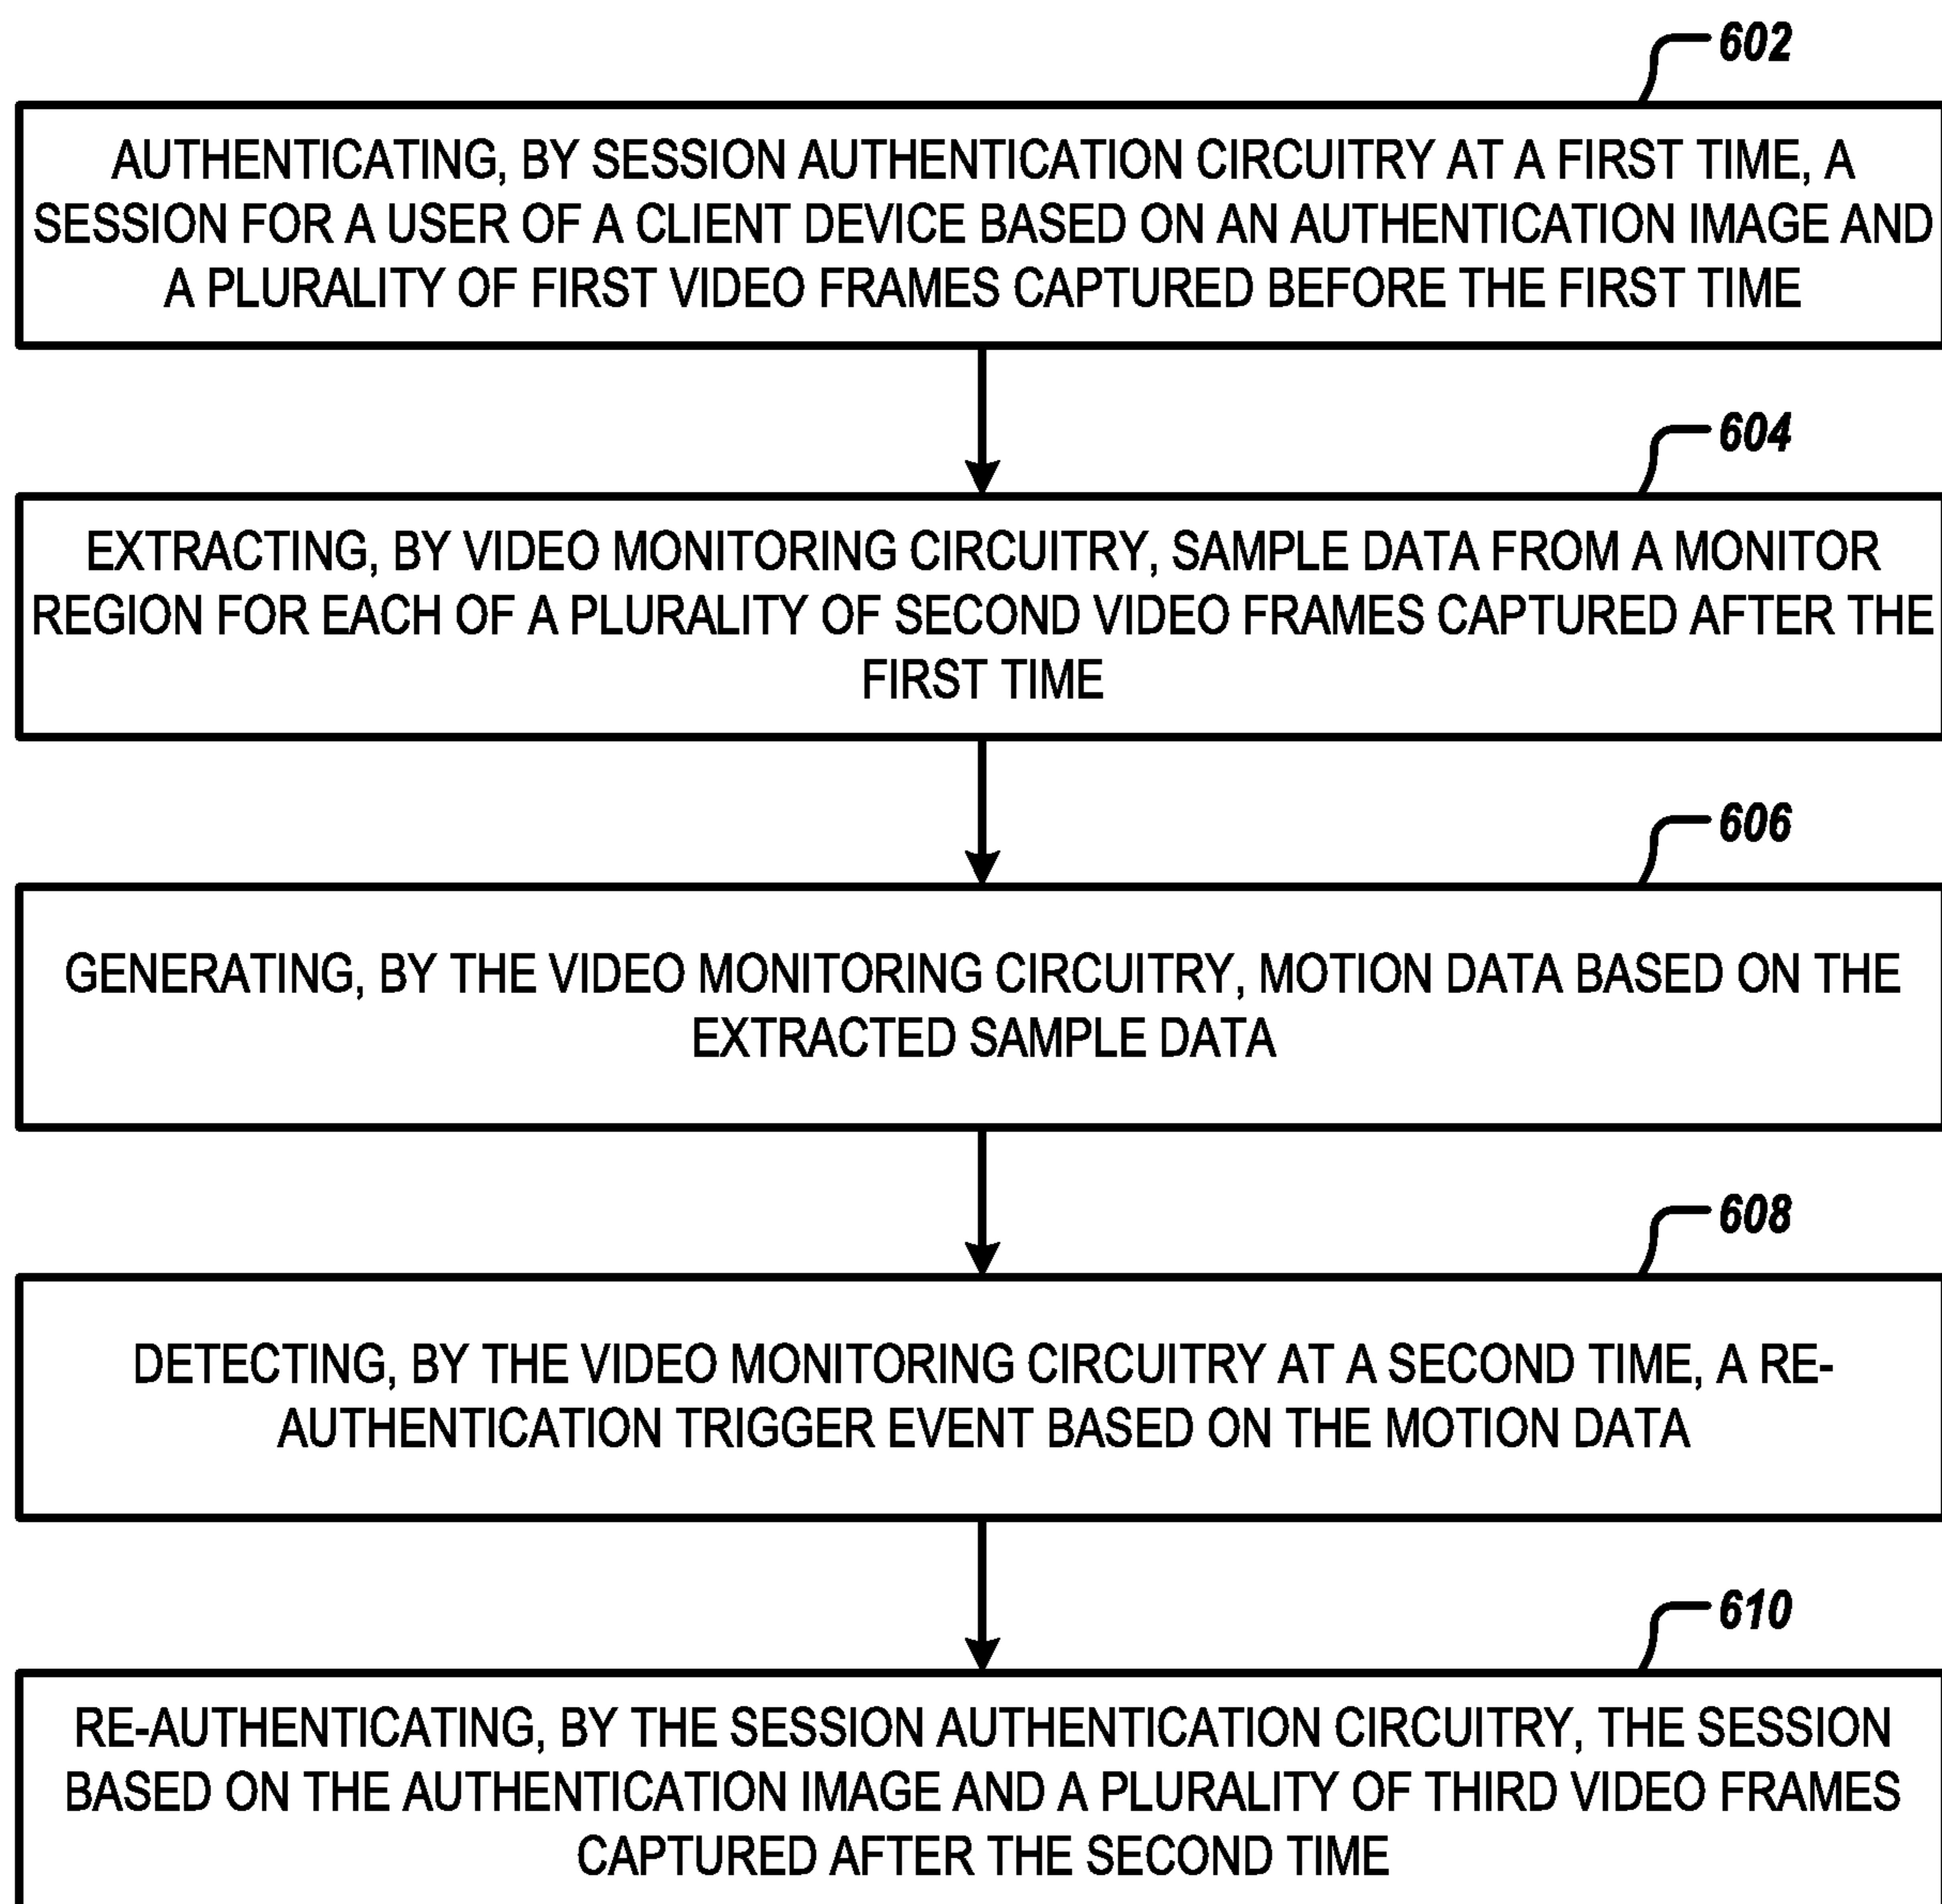 602
AUTHENTICATING, BY SESSION AUTHENTICATION CIRCUITRY AT A FIRST TIME, A
SESSION FOR A USER OF A CLIENT DEVICE BASED ON AN AUTHENTICATION IMAGE AND
A PLURALITY OF FIRST VIDEO FRAMES CAPTURED BEFORE THE FIRST TIME
604
EXTRACTING, BY VIDEO MONITORING CIRCUITRY, SAMPLE DATA FROM A MONITOR
REGION FOR EACH OF A PLURALITY OF SECOND VIDEO FRAMES CAPTURED AFTER THE
FIRST TIME
606
GENERATING, BY THE VIDEO MONITORING CIRCUITRY, MOTION DATA BASED ON THE
EXTRACTED SAMPLE DATA
608
DETECTING, BY THE VIDEO MONITORING CIRCUITRY AT A SECOND TIME, A RE-
AUTHENTICATION TRIGGER EVENT BASED ON THE MOTION DATA
610
RE-AUTHENTICATING, BY THE SESSION AUTHENTICATION CIRCUITRY, THE SESSION
BASED ON THE AUTHENTICATION IMAGE AND A PLURALITY OF THIRD VIDEO FRAMES
CAPTURED AFTER THE SECOND TIME